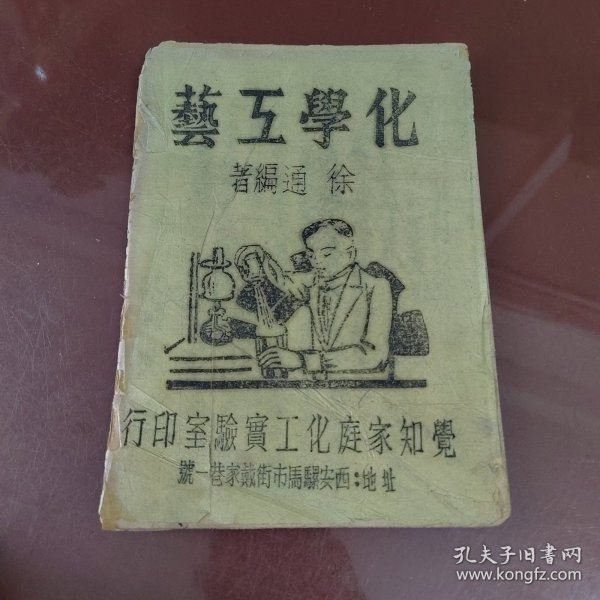 化學工藝
徐通編著
覺知家庭化工實驗室印行
地址：西安騾馬市街戴家巷一號
孔夫子旧书网
www.kongfz.com